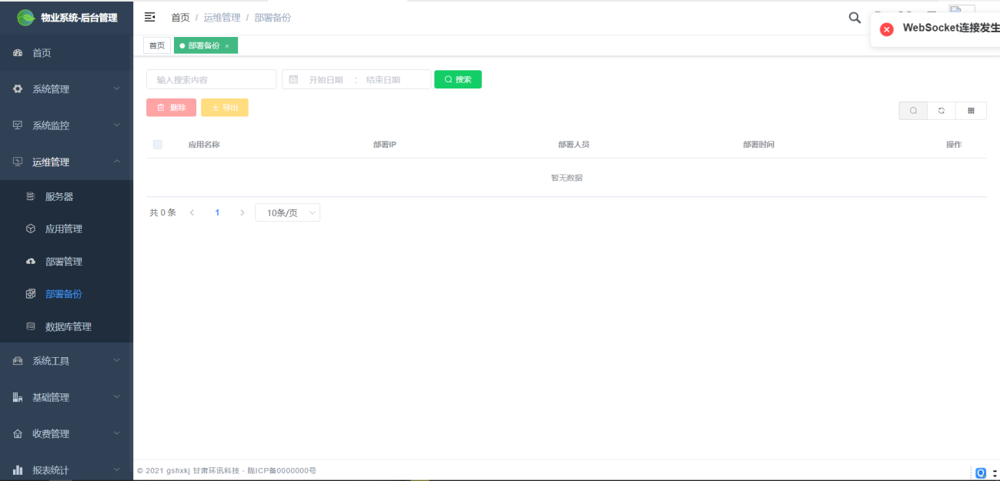 物业系统-后台管理
首页 / 运维管理 / 部署备份
WebSocket连接发生
首页
部署备份 ×
首页
系统管理
系统监控
运维管理
服务器
应用管理
部署管理
部署备份
数据库管理
系统工具
基础管理
收费管理
报表统计
输入搜索内容
开始日期 : 结束日期
搜索
删除
导出
应用名称 部署IP 部署人员 部署时间 操作
暂无数据
共 0 条 1 10条/页
© 2021 gshxkj 甘肃环讯科技 · 陇ICP备0000000号